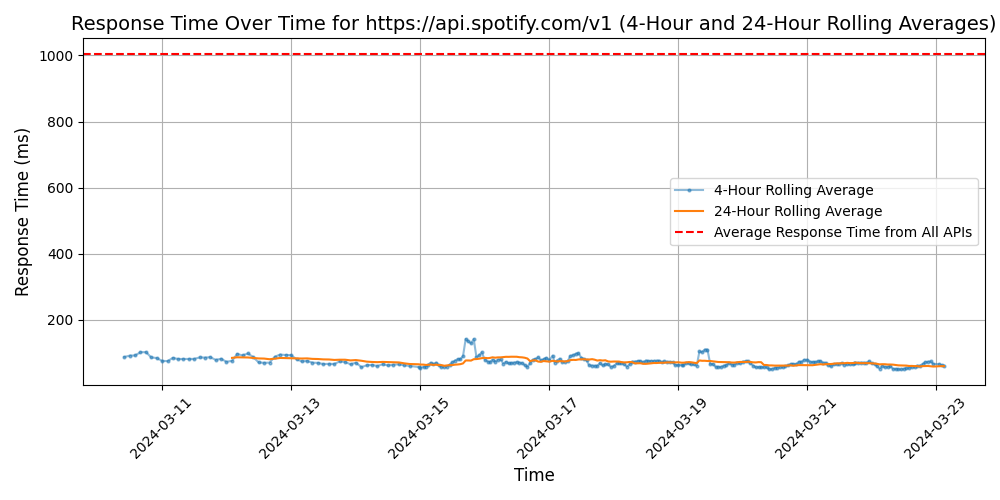 Response Time Over Time for https://api.spotify.com/v1 (4-Hour and 24-Hour Rolling Averages)
Response Time (ms)
1000
800
600
400
200
4-Hour Rolling Average
24-Hour Rolling Average
Average Response Time from All APIs
2024-03-11
2024-03-13
2024-03-15
2024-03-17
2024-03-19
2024-03-21
2024-03-23
Time